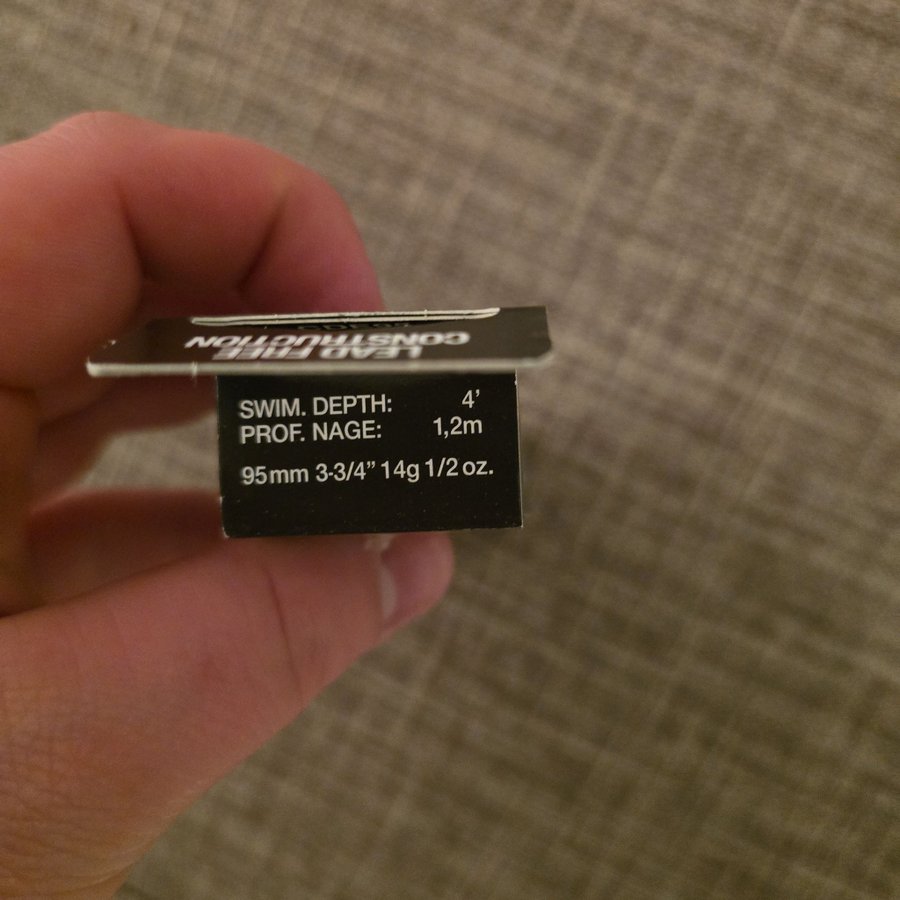 LEAD FREE
CONSTRUCTION
SWIM. DEPTH: 4’
PROF. NAGE: 1,2m
95mm 3-3/4” 14g 1/2 oz.